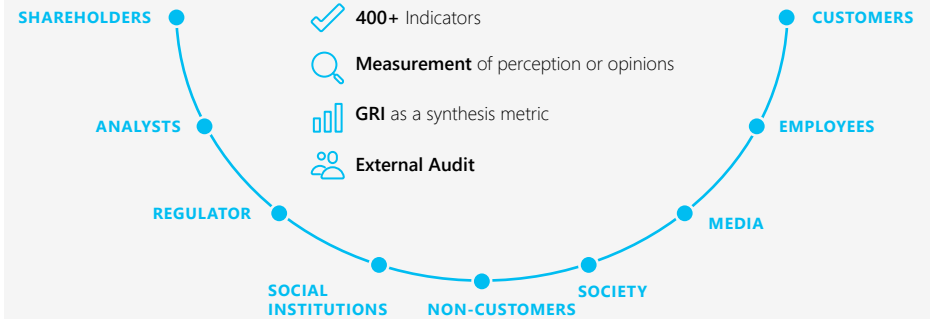 SHAREHOLDERS
400+ Indicators
CUSTOMERS
Measurement of perception or opinions
GRI as a synthesis metric
ANALYSTS
EMPLOYEES
External Audit
REGULATOR
MEDIA
SOCIAL
INSTITUTIONS
NON-CUSTOMERS
SOCIETY